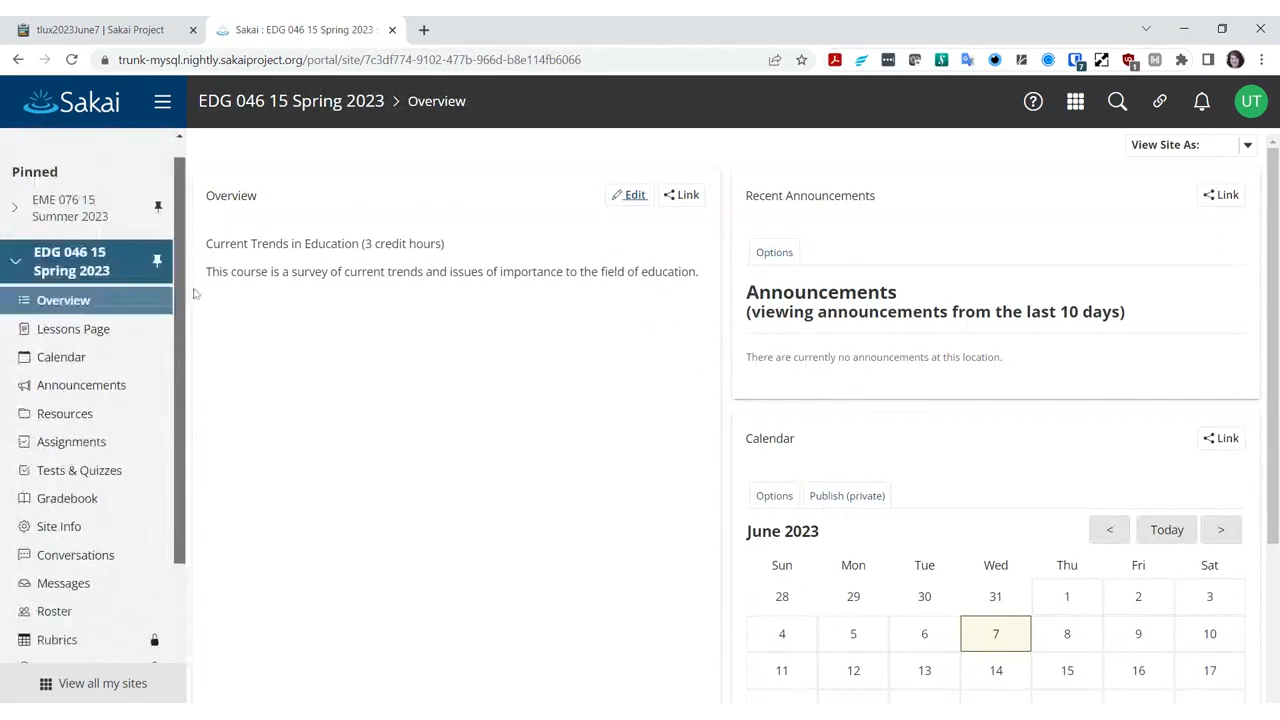 tlux2023June7 | Sakai Project
Sakai : EDG 046 15 Spring 2023
trunk-mysql.nightly.sakaiproject.org/portal/site/7c3df774-9102-477b-966d-b8e114fb6066
7
1
Sakai
EDG 046 15 Spring 2023 > Overview
UT
View Site As:
Pinned
EME 076 15
Summer 2023
EDG 046 15
Spring 2023
Overview
Lessons Page
Calendar
Announcements
Resources
Assignments
Tests & Quizzes
Gradebook
Site Info
Conversations
Messages
Roster
Rubrics
View all my sites
Overview
Edit
Link
Current Trends in Education (3 credit hours)
This course is a survey of current trends and issues of importance to the field of education.
Recent Announcements
Link
Options
Announcements
(viewing announcements from the last 10 days)
There are currently no announcements at this location.
Calendar
Link
Options
Publish (private)
June 2023
< Today >
Sun Mon Tue Wed Thu Fri Sat
28 29 30 31 1 2 3
4 5 6 7 8 9 10
11 12 13 14 15 16 17